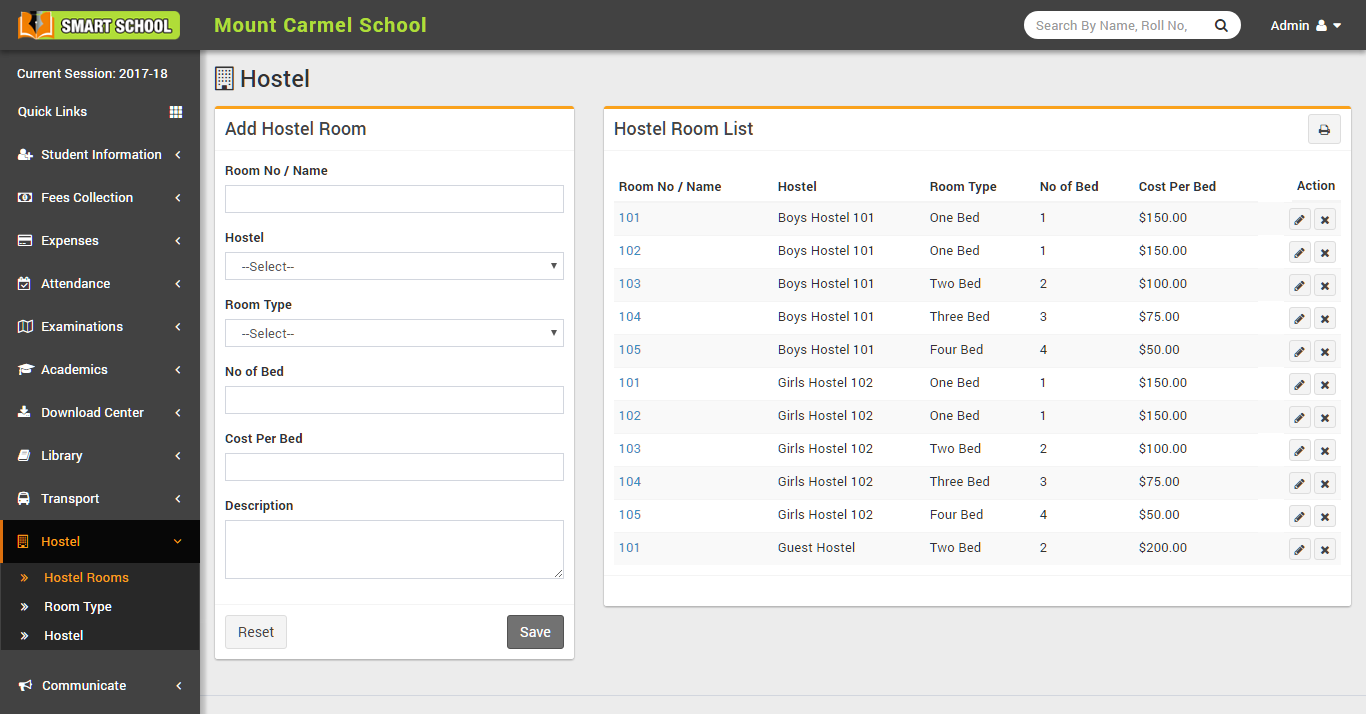 SMART SCHOOL
Mount Carmel School
Search By Name, Roll No,
Admin
Current Session: 2017-18
Quick Links
Student Information
Fees Collection
Expenses
Attendance
Examinations
Academics
Download Center
Library
Transport
Hostel
Hostel Rooms
Room Type
Hostel
Communicate
Hostel
Add Hostel Room
Room No / Name
Hostel
--Select--
Room Type
--Select--
No of Bed
Cost Per Bed
Description
Reset Save
Hostel Room List
Room No / Name Hostel Room Type No of Bed Cost Per Bed Action
101 Boys Hostel 101 One Bed 1 $150.00
102 Boys Hostel 101 One Bed 1 $150.00
103 Boys Hostel 101 Two Bed 2 $100.00
104 Boys Hostel 101 Three Bed 3 $75.00
105 Boys Hostel 101 Four Bed 4 $50.00
101 Girls Hostel 102 One Bed 1 $150.00
102 Girls Hostel 102 One Bed 1 $150.00
103 Girls Hostel 102 Two Bed 2 $100.00
104 Girls Hostel 102 Three Bed 3 $75.00
105 Girls Hostel 102 Four Bed 4 $50.00
101 Guest Hostel Two Bed 2 $200.00